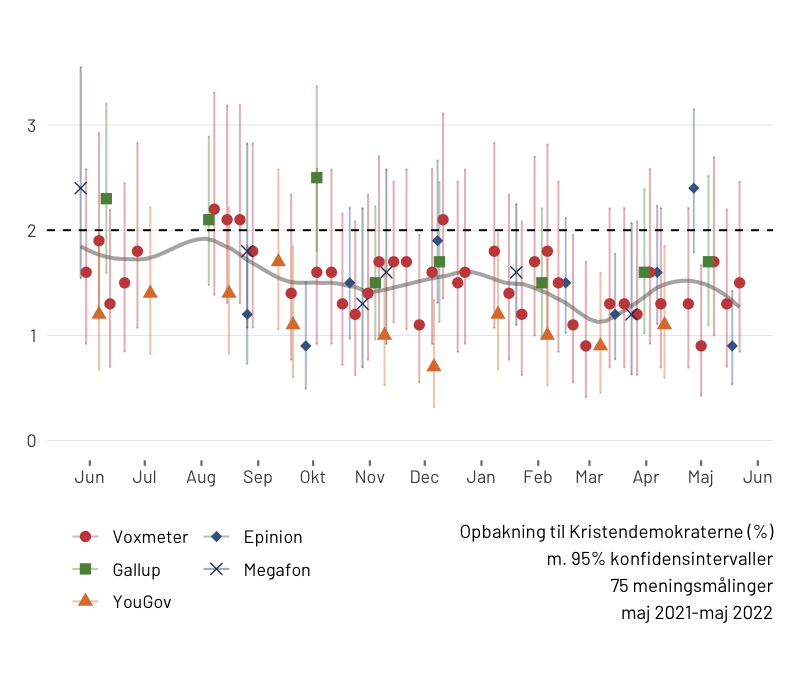 3
2
1
0
Jun Jul Aug Sep Okt Nov Dec Jan Feb Mar Apr Maj Jun
Voxmeter Epinion
Gallup Megafon
YouGov
Opbakning til Kristendemokraterne (%)
m. 95% konfidensintervaller
75 meningsmålinger
maj 2021-maj 2022